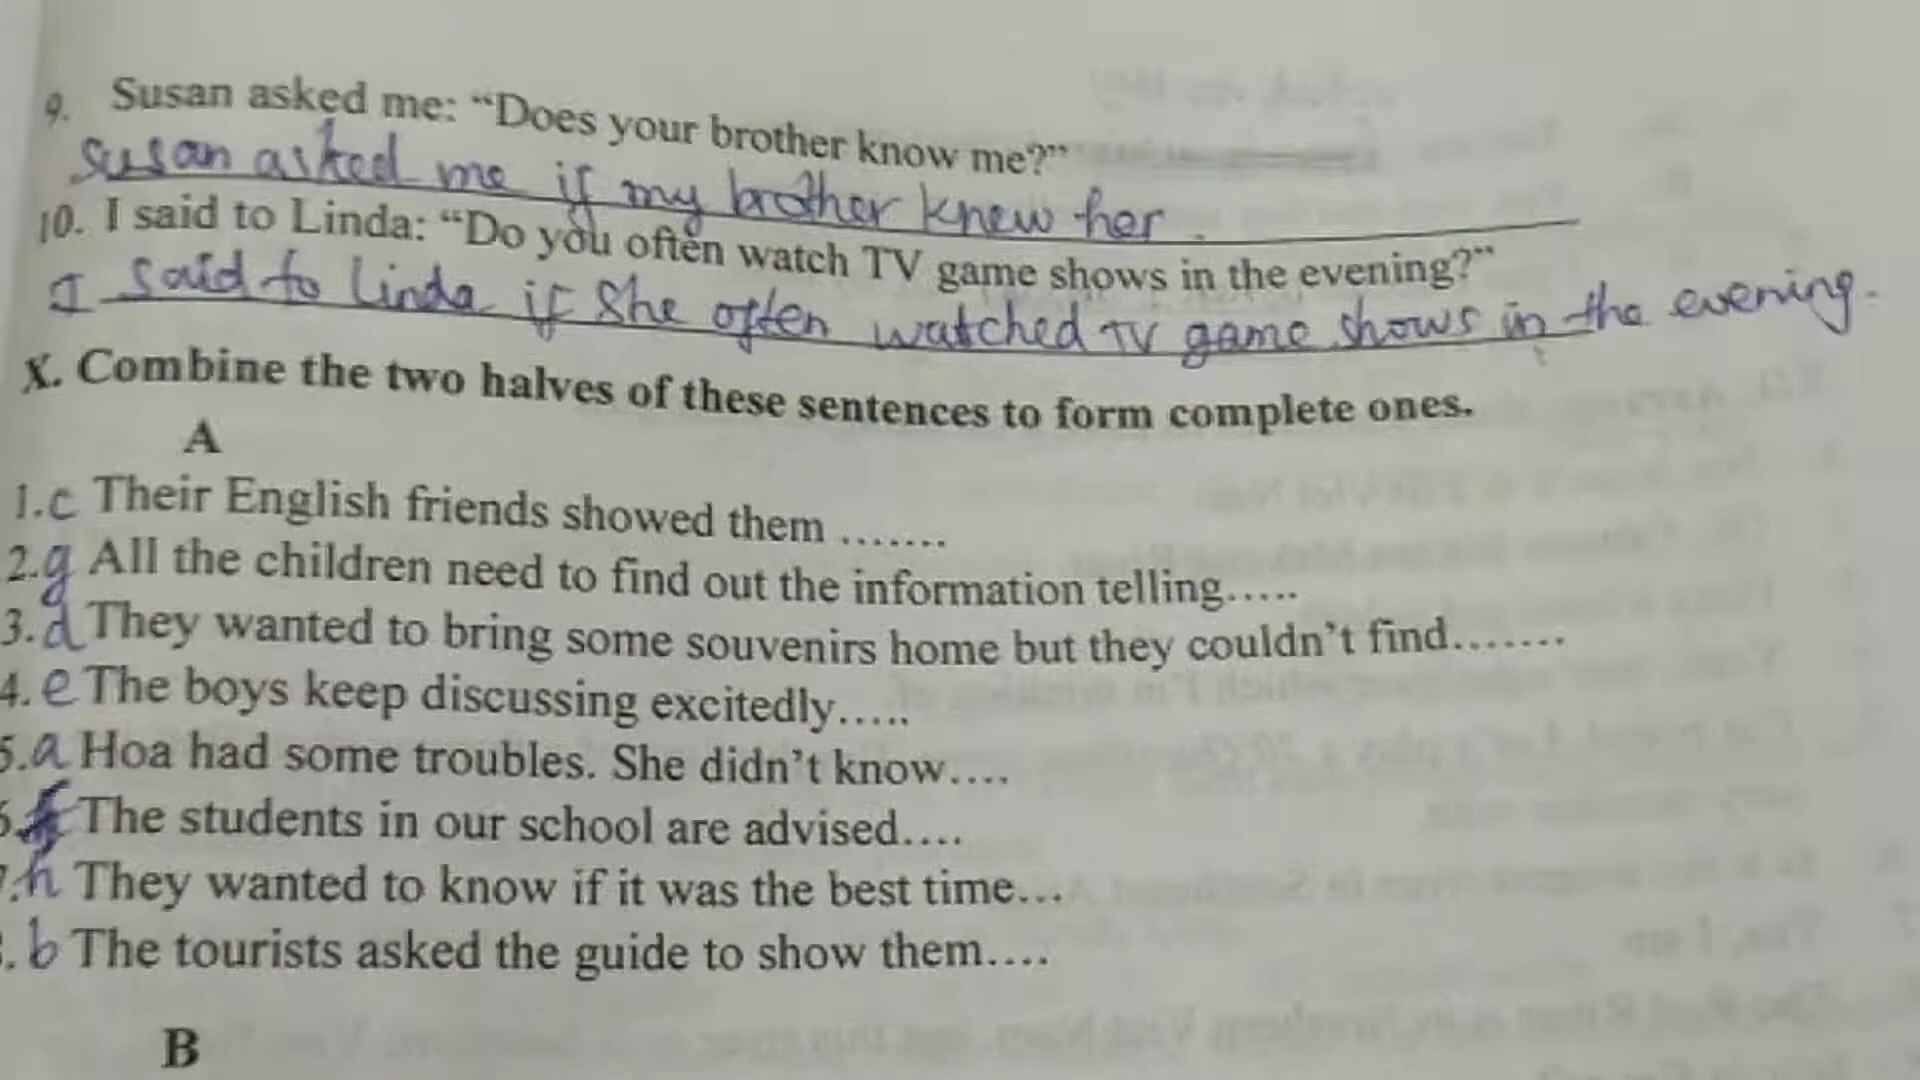 9. Susan asked me: “Does your brother know me?”
Susan asked me if my brother knew her.
10. I said to Linda: “Do you often watch TV game shows in the evening?”
I said to Linda if she often watched TV game shows in the evening.
X. Combine the two halves of these sentences to form complete ones.
A
1.c Their English friends showed them .......
2.g All the children need to find out the information telling.....
3.d They wanted to bring some souvenirs home but they couldn’t find.......
4.e The boys keep discussing excitedly.....
5.a Hoa had some troubles. She didn’t know....
6. The students in our school are advised....
7.h They wanted to know if it was the best time...
. b The tourists asked the guide to show them....
B